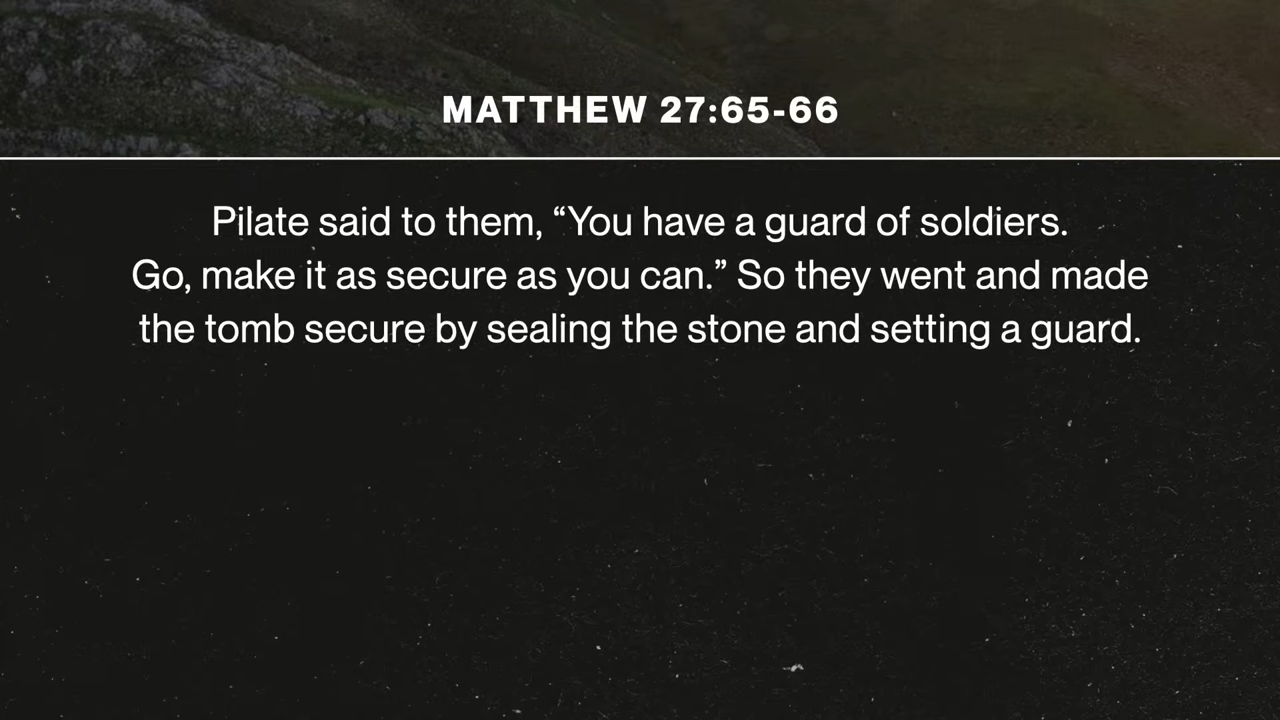 MATTHEW 27:65-66
Pilate said to them, “You have a guard of soldiers.
Go, make it as secure as you can.” So they went and made
the tomb secure by sealing the stone and setting a guard.